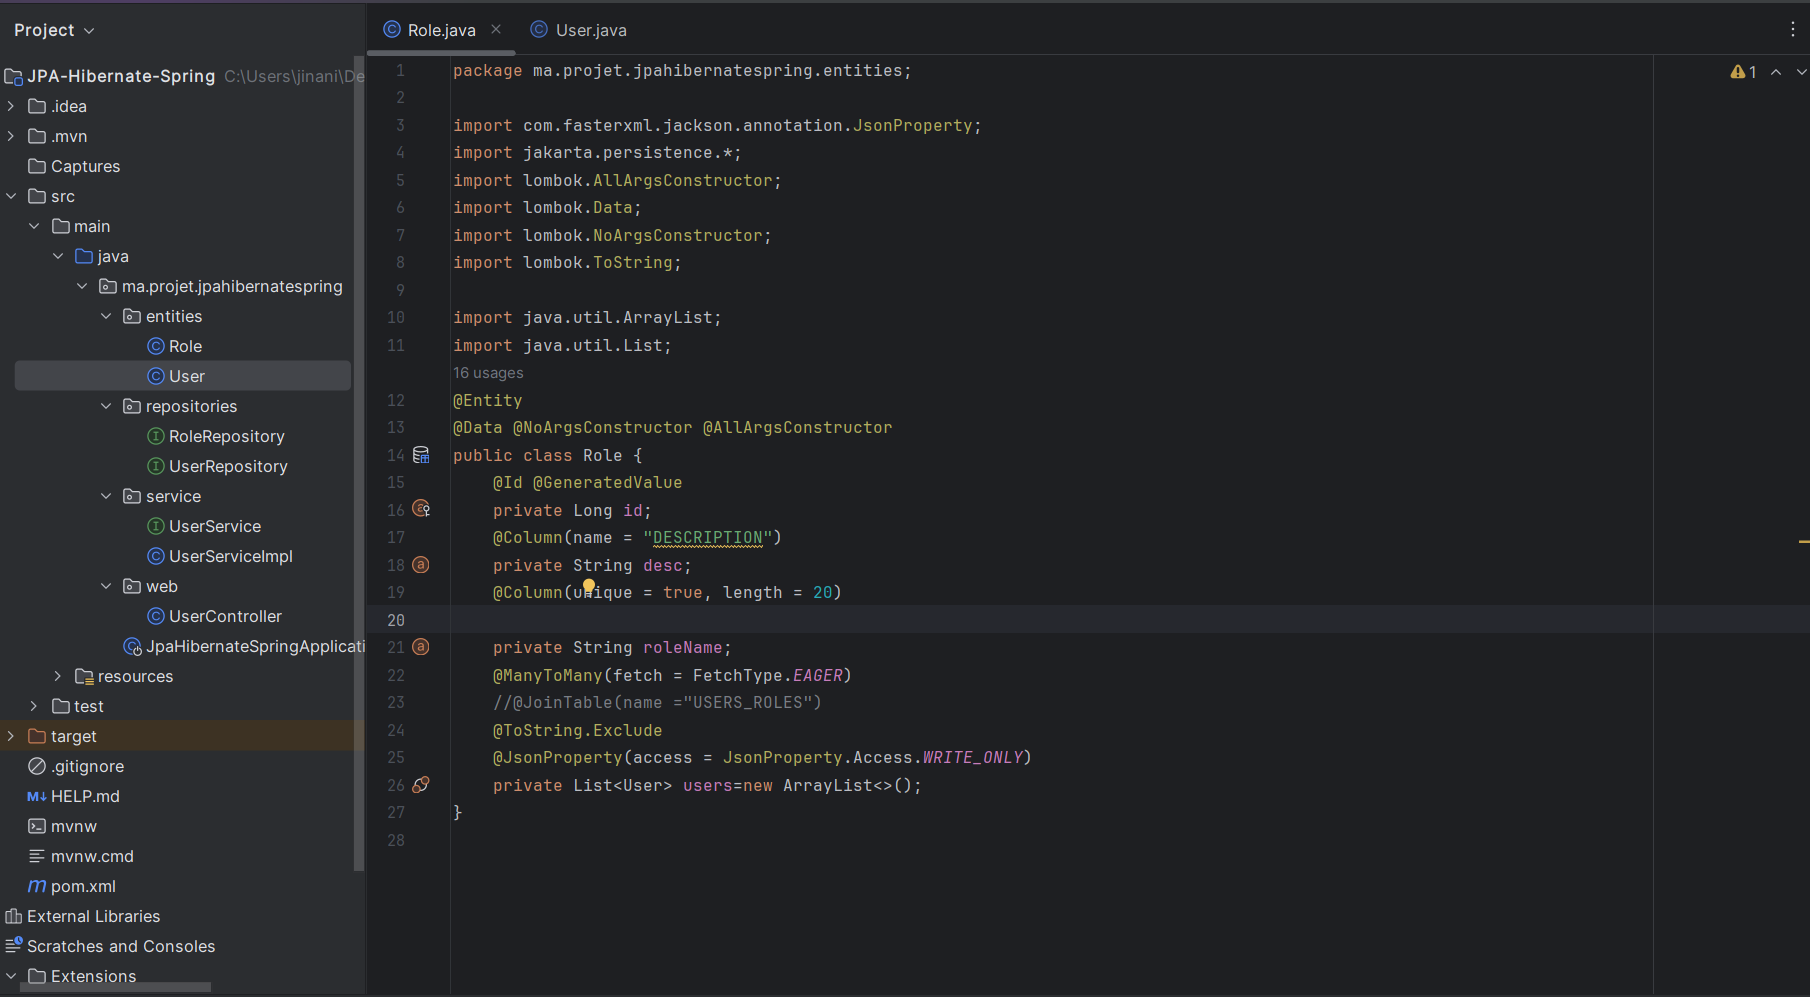 Project
JPA-Hibernate-Spring C:\Users\jinani\De
.idea
.mvn
Captures
src
main
java
ma.projet.jpahibernatespring
entities
Role
User
repositories
RoleRepository
UserRepository
service
UserService
UserServiceImpl
web
UserController
JpaHibernateSpringApplicati
resources
test
target
.gitignore
HELP.md
mvnw
mvnw.cmd
pom.xml
External Libraries
Scratches and Consoles
Extensions
Role.java User.java
1
1 package ma.projet.jpahibernatespring.entities;
2
3 import com.fasterxml.jackson.annotation.JsonProperty;
4 import jakarta.persistence.*;
5 import lombok.AllArgsConstructor;
6 import lombok.Data;
7 import lombok.NoArgsConstructor;
8 import lombok.ToString;
9
10 import java.util.ArrayList;
11 import java.util.List;
16 usages
12 @Entity
13 @Data @NoArgsConstructor @AllArgsConstructor
14 public class Role {
15 @Id @GeneratedValue
16 private Long id;
17 @Column(name = "DESCRIPTION")
18 private String desc;
19 @Column(unique = true, length = 20)
20
21 private String roleName;
22 @ManyToMany(fetch = FetchType.EAGER)
23 //@JoinTable(name ="USERS_ROLES")
24 @ToString.Exclude
25 @JsonProperty(access = JsonProperty.Access.WRITE_ONLY)
26 private List<User> users=new ArrayList<>();
27 }
28